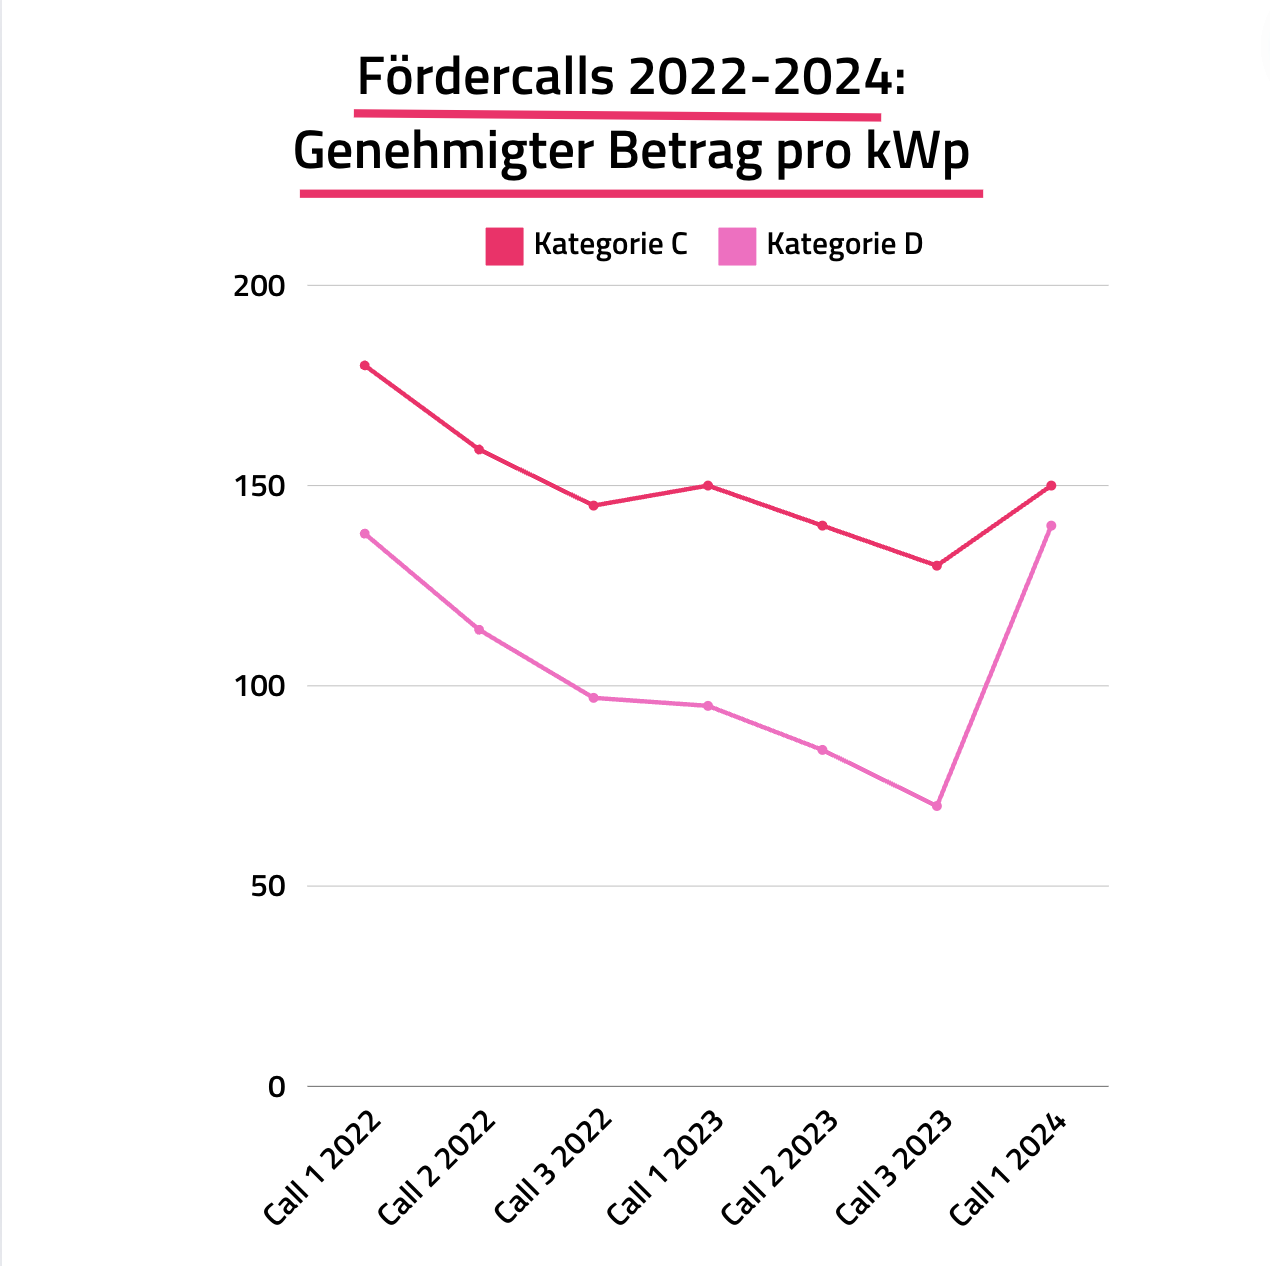 Fördercalls 2022-2024:
Genehmigter Betrag pro kWp
Kategorie C Kategorie D
200
150
100
50
0
Call 1 2022
Call 2 2022
Call 3 2022
Call 1 2023
Call 2 2023
Call 3 2023
Call 1 2024